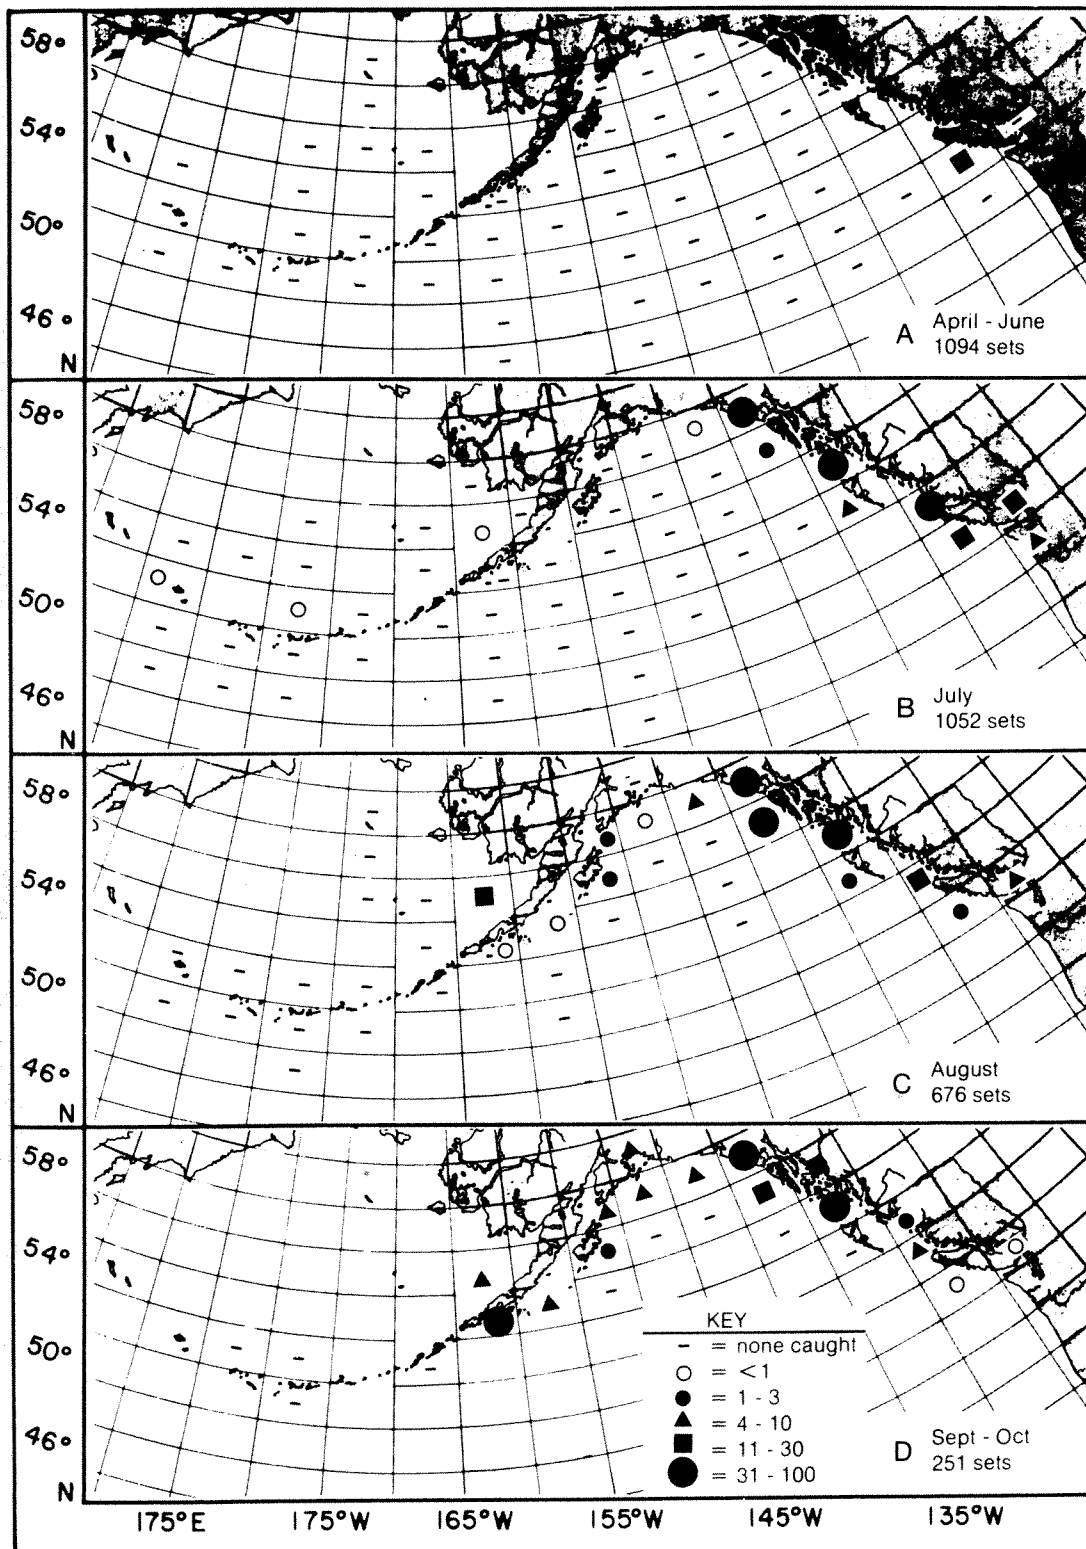 58°
54°
50°
46°
N
A April - June
1094 sets
58°
54°
50°
46°
N
B July
1052 sets
58°
54°
50°
46°
N
C August
676 sets
58°
54°
50°
46°
N
KEY
– = none caught
= <1
= 1 - 3
= 4 - 10
= 11 - 30
= 31 - 100
D Sept - Oct
251 sets
175°E 175°W 165°W 155°W 145°W 135°W